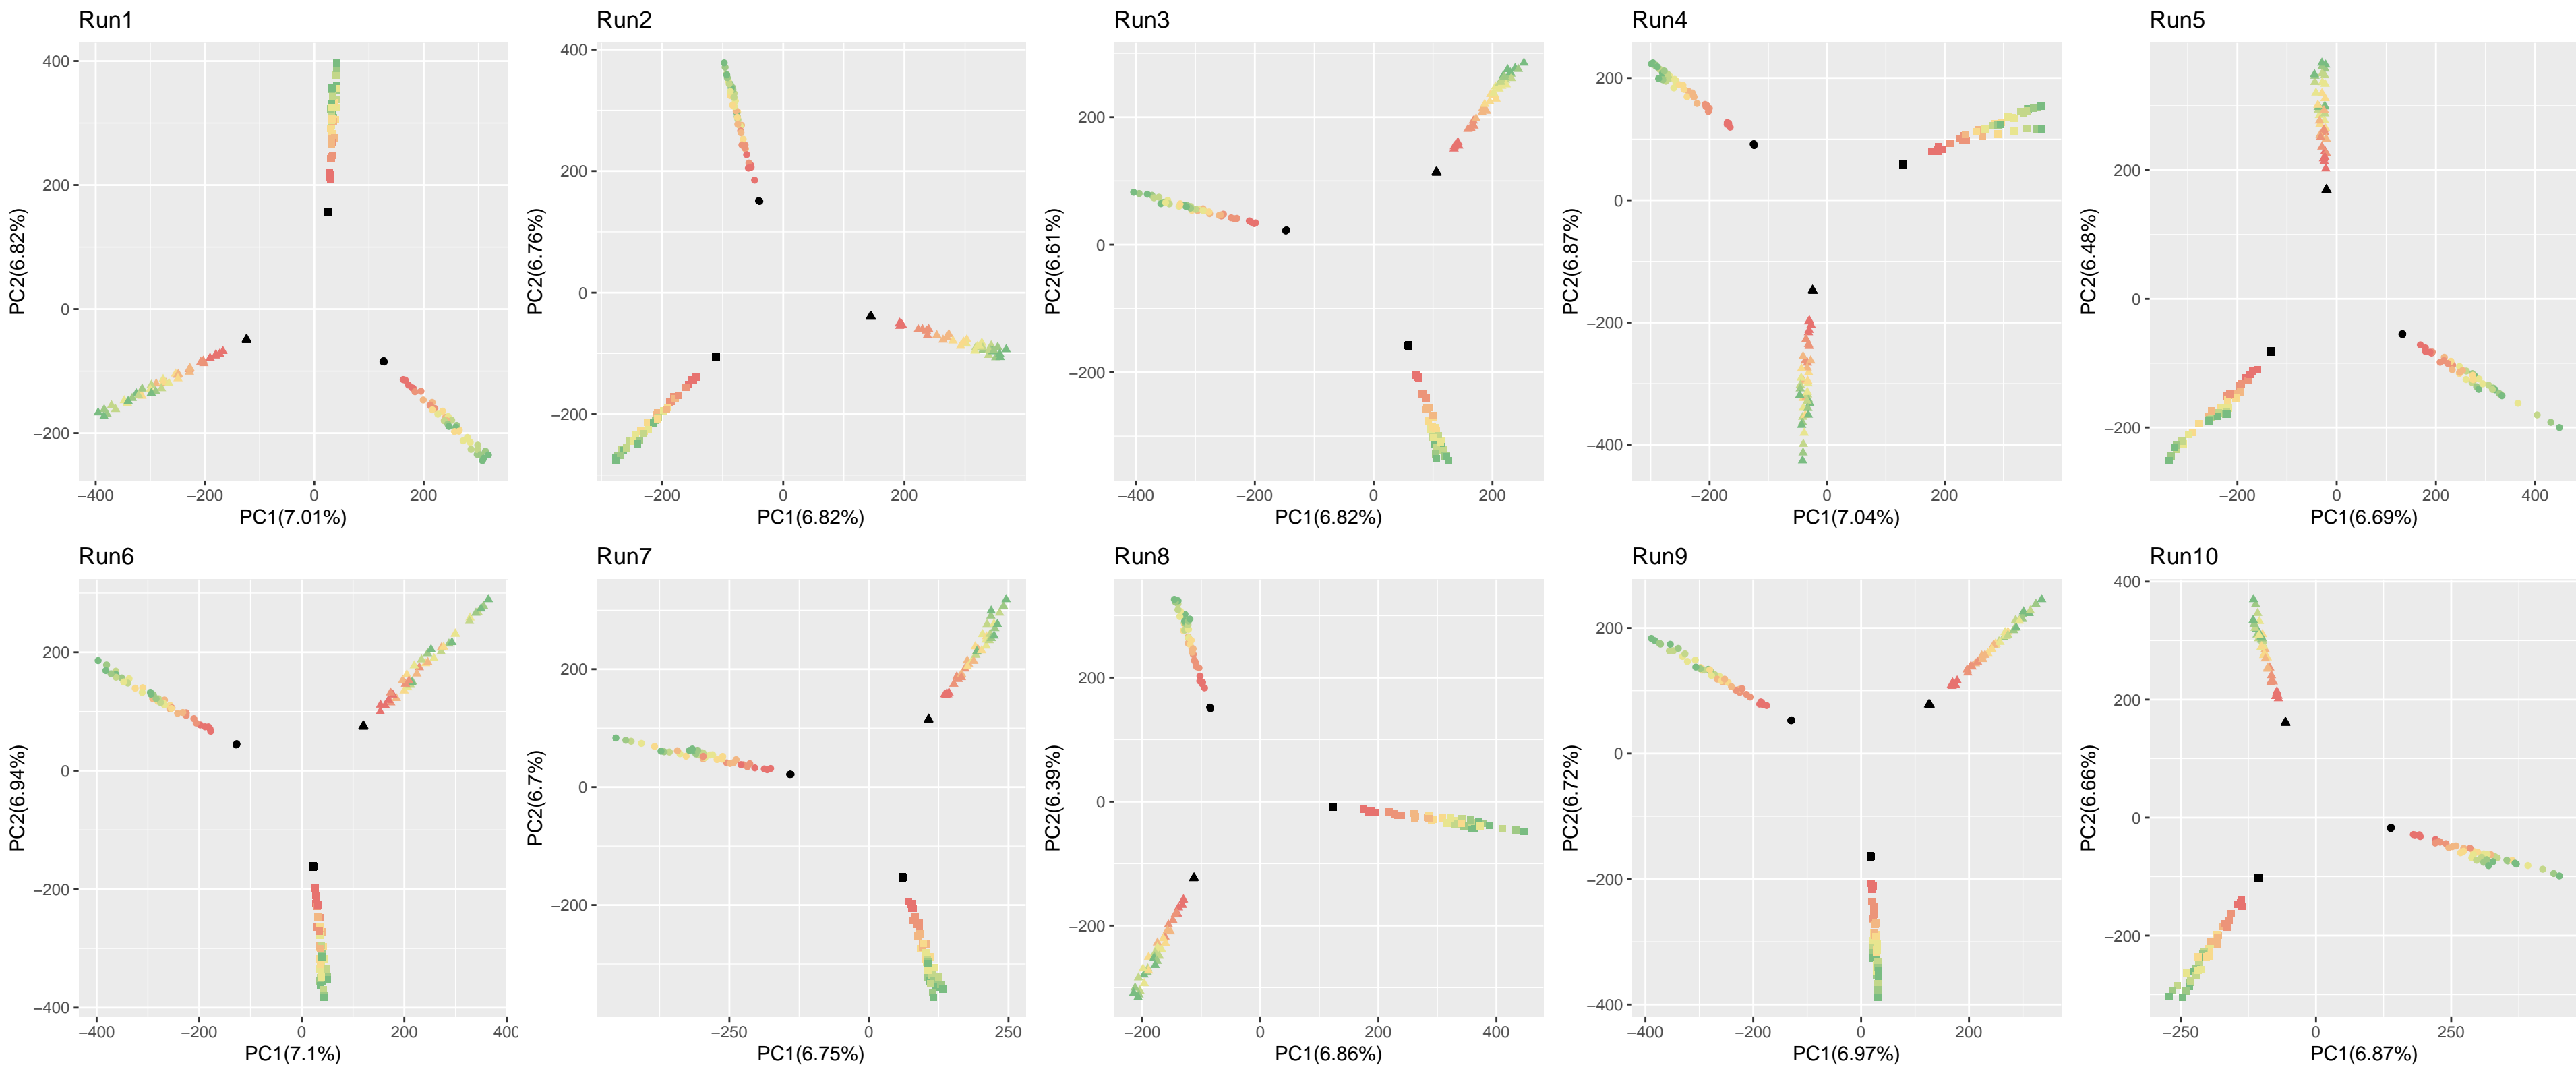 Run1
400
200
0
−200
−400
−200
0
200
PC2(6.82%)
PC1(7.01%)
Run2
400
200
0
−200
−200
0
200
PC2(6.76%)
PC1(6.82%)
Run3
200
0
−200
−400
−200
0
200
PC2(6.61%)
PC1(6.82%)
Run4
200
0
−200
−400
−200
0
200
PC2(6.87%)
PC1(7.04%)
Run5
200
0
−200
−200
0
200
400
PC2(6.48%)
PC1(6.69%)
Run6
200
0
−200
−400
−400
−200
0
200
400
PC2(6.94%)
PC1(7.1%)
Run7
200
0
−200
−250
0
250
PC2(6.7%)
PC1(6.75%)
Run8
200
0
−200
−200
0
200
400
PC2(6.39%)
PC1(6.86%)
Run9
200
0
−200
−400
−400
−200
0
200
PC2(6.72%)
PC1(6.97%)
Run10
400
200
0
−200
−250
0
250
PC2(6.66%)
PC1(6.87%)